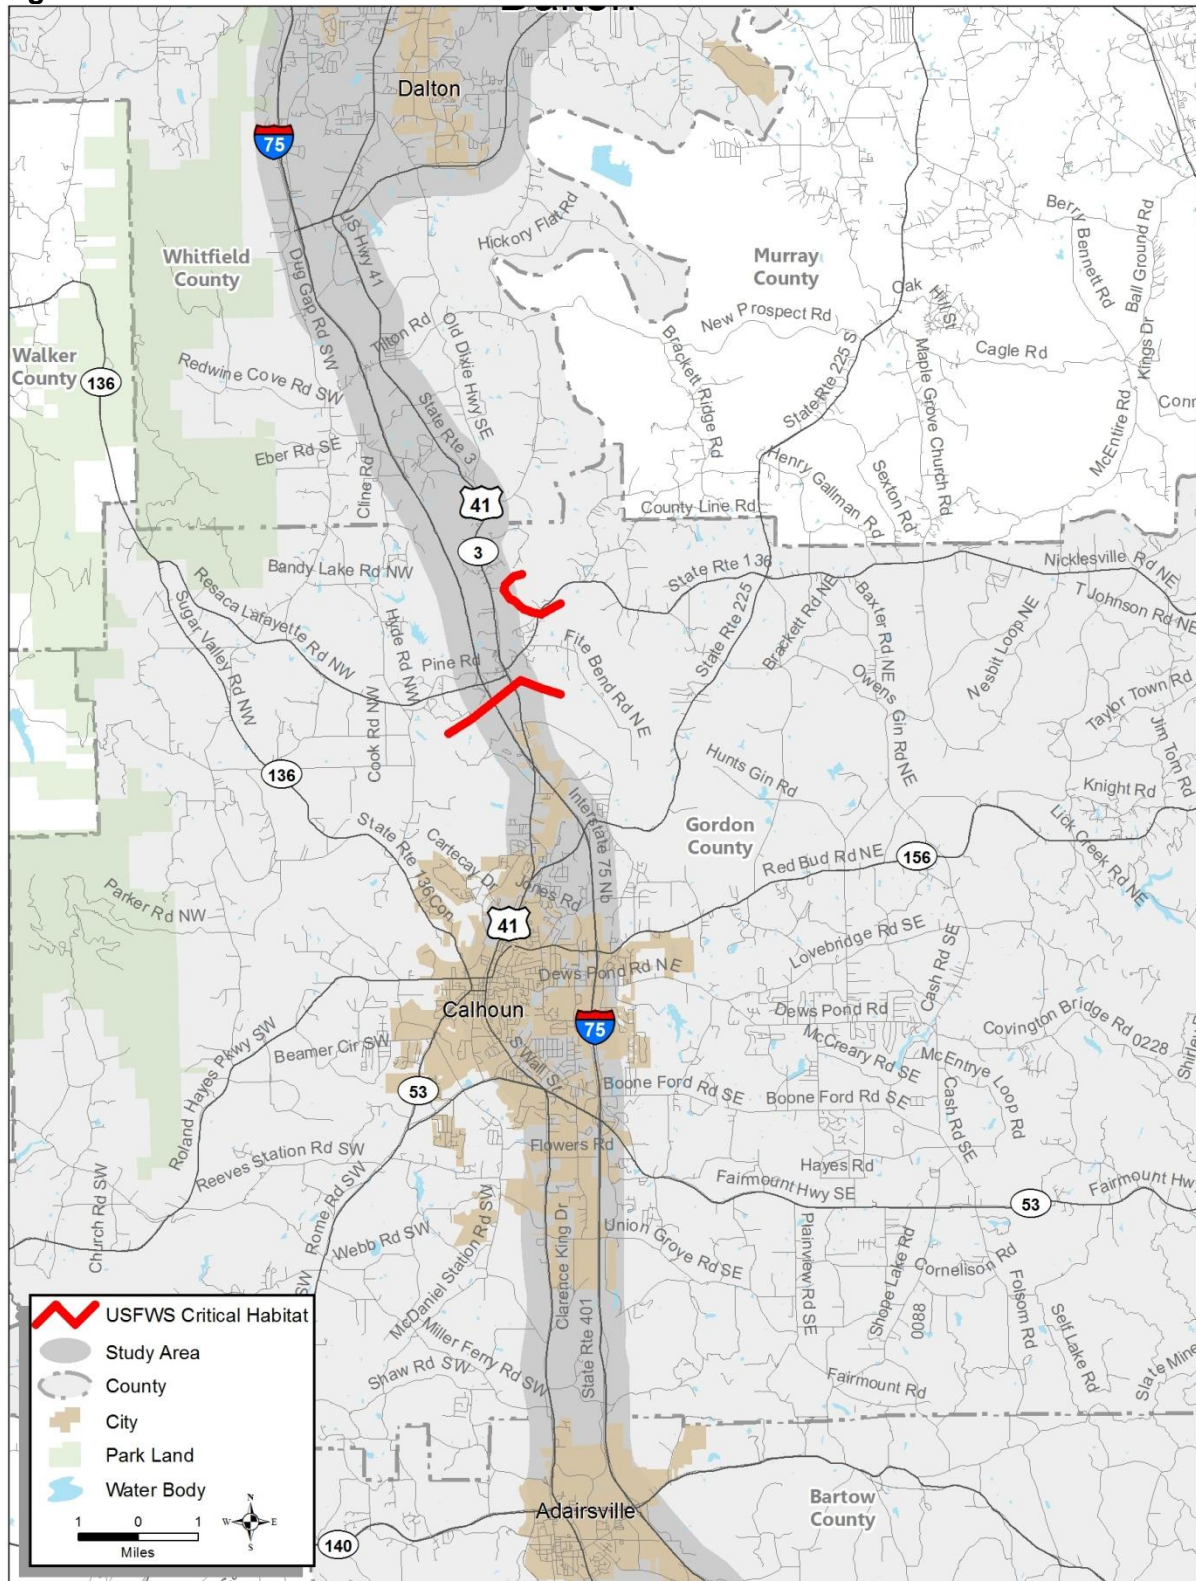 Dalton
75
US Hwy 41
Hickory Flat Rd
Whitfield
County
Murray
County
Berry Bennett Rd
Ball Ground Rd
Dug Gap Rd SW
Oak Hill St
New Prospect Rd
Kings Dr
Tilton Rd
Old Dixie Hwy SE
Brackett Ridge Rd
State Rte 225 S
Maple Grove Church Rd
Cagle Rd
Walker
County
136
Redwine Cove Rd SW
State Rte 3
McEntire Rd
Conn
Eber Rd SE
Cline Rd
Henry Gallman Rd
Sexton Rd
41
County Line Rd
3
Bandy Lake Rd NW
State Rte 136
Nicklesville Rd NE
Resaca Lafayette Rd NW
Sugar Valley Rd NW
Hyde Rd NW
Pine Rd
Fite Bend Rd NE
State Rte 225
Brackett Rd NE
Baxter Rd NE
T Johnson Rd NE
Nesbit Loop NE
Owens Gin Rd NE
Taylor Town Rd
Jim Tom Rd
Cook Rd NW
136
Hunts Gin Rd
Knight Rd
Interstate 75 Nb
Gordon
County
Lick Creek Rd NE
State Rte 136Con
Cartecay Dr
Jones Rd
Red Bud Rd NE
156
Parker Rd NW
41
Lovebridge Rd SE
Cash Rd SE
Dews Pond Rd NE
Calhoun
75
Dews Pond Rd
Covington Bridge Rd 0228
Shirley
Beamer Cir SW
Roland Hayes Pkwy SW
McCreary Rd SE
McEntrye Loop Rd
S Wall St
53
Boone Ford Rd SE
Boone Ford Rd SE
Cash Rd SE
Flowers Rd
Reeves Station Rd SW
Hayes Rd
Fairmount Hwy SE
Fairmount Hw
53
Church Rd SW
Rome Rd SW
Webb Rd SW
McDaniel Station Rd SW
Clarence King Dr
Union Grove Rd SE
Plainview Rd SE
Shope Lake Rd
Cornelison Rd
Folsom Rd
0088
Self Lake Rd
Slate Mine
SW
Miller Ferry Rd SW
Shaw Rd SW
State Rte 401
Fairmount Rd
USFWS Critical Habitat
Study Area
County
City
Park Land
Water Body
N
W E
S
1 0 1
Miles
140
Adairsville
Bartow
County